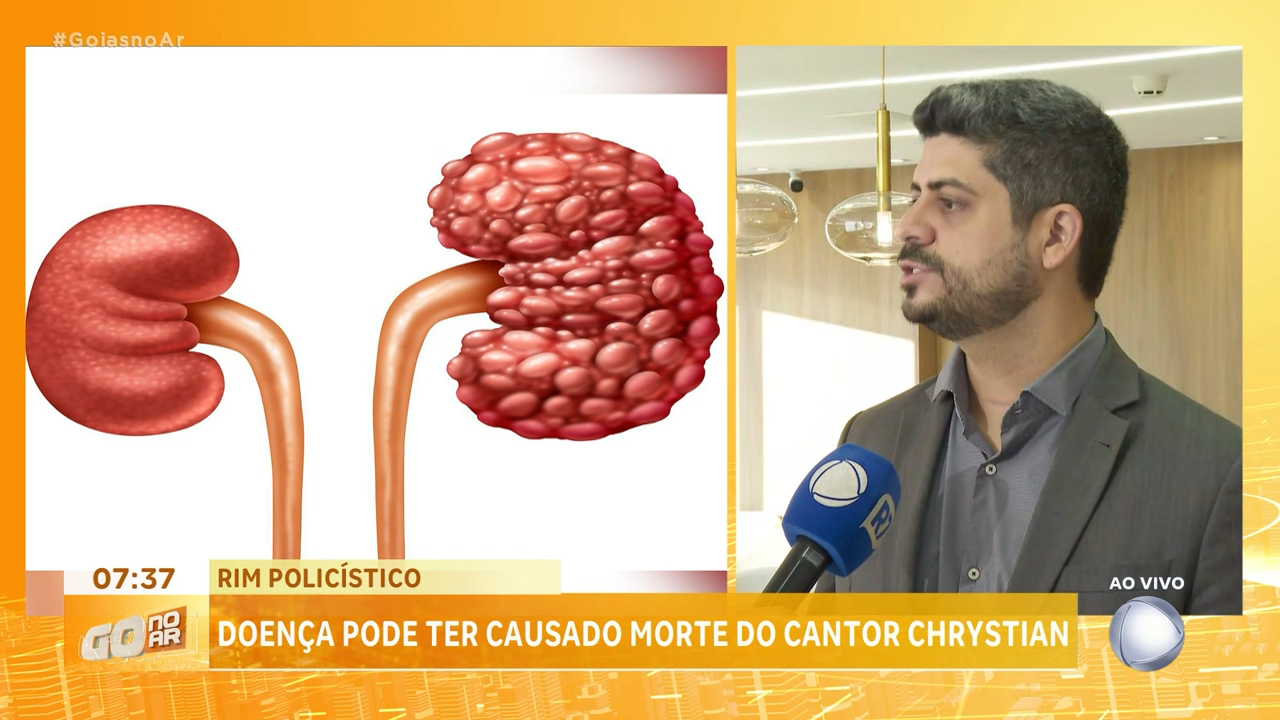 #GoiasnoAr
07:37
RIM POLICÍSTICO
AO VIVO
GO NO AR
DOENÇA PODE TER CAUSADO MORTE DO CANTOR CHRYSTIAN